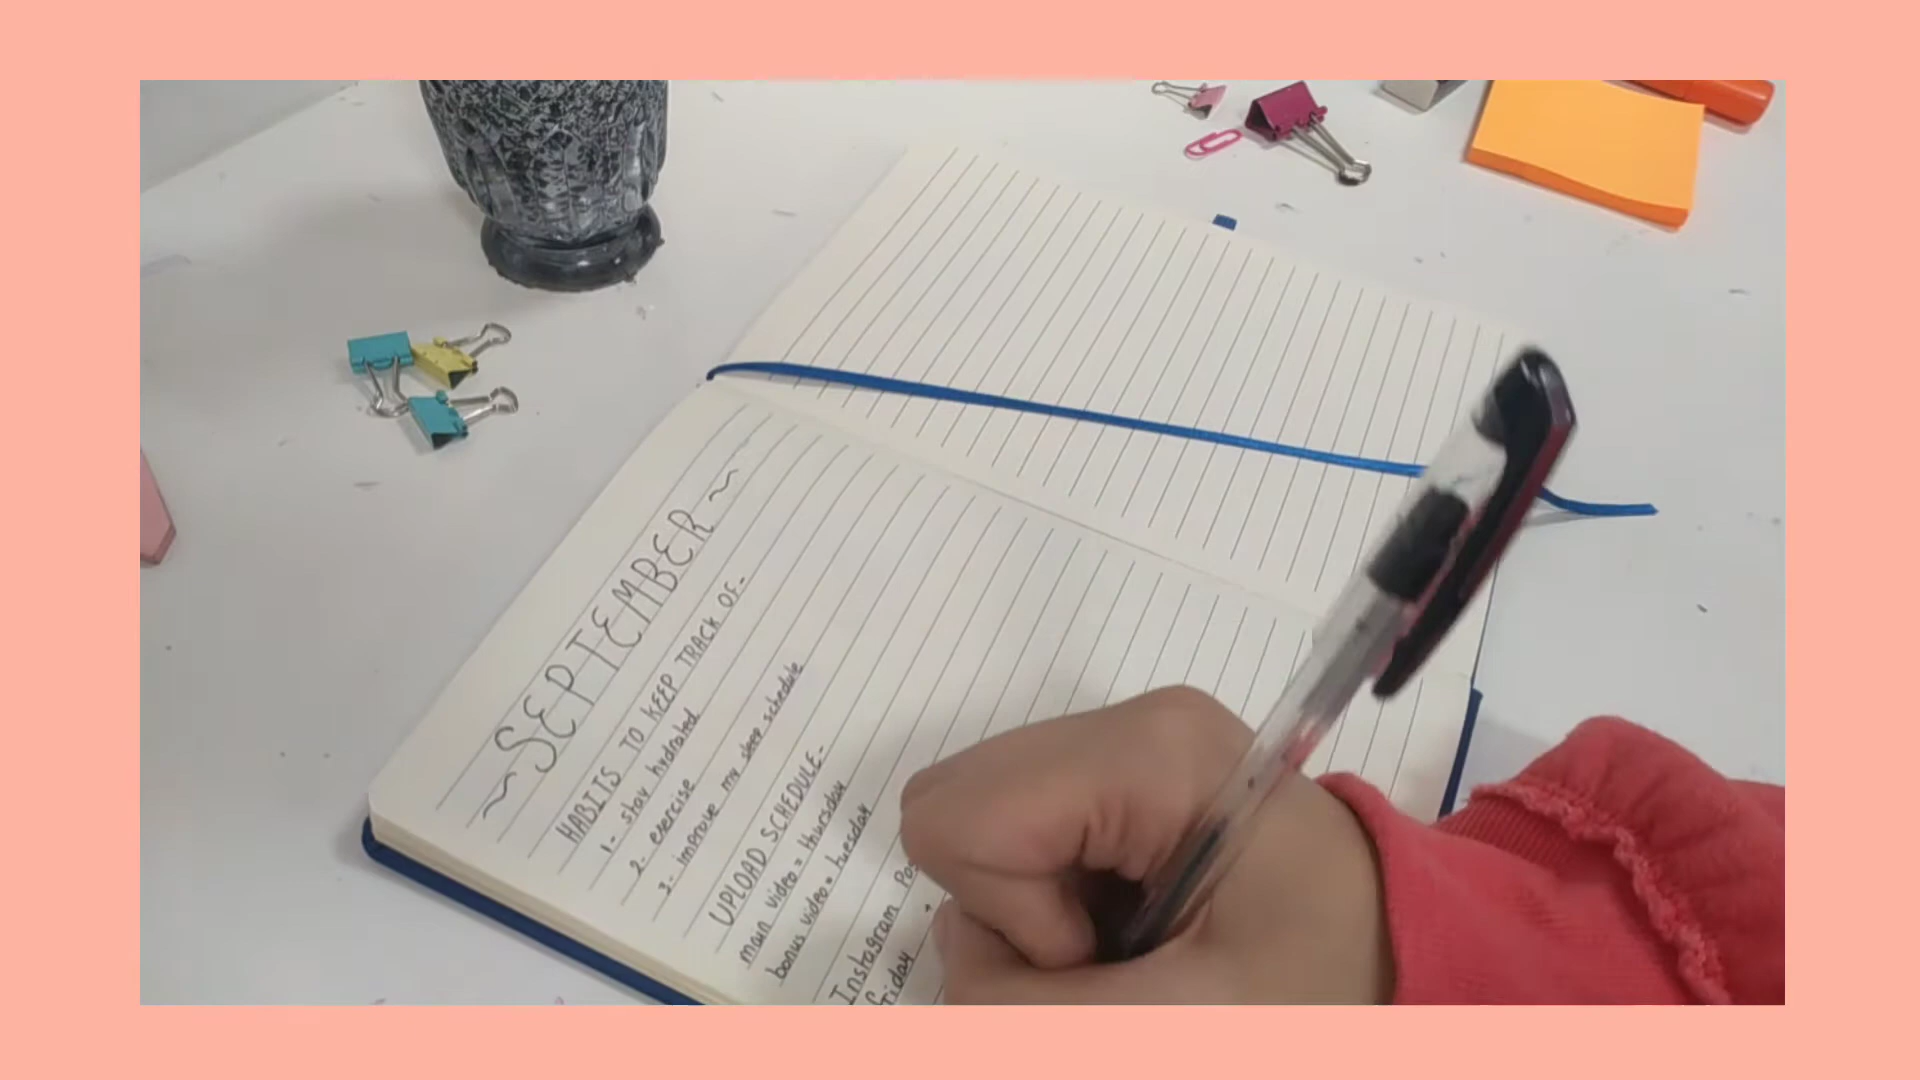 ~SEPTEMBER~
HABITS TO KEEP TRACK OF-
1- stay hydrated
2- exercise
3- improve my sleep schedule
UPLOAD SCHEDULE-
main video = thursday
bonus video = tuesday
Instagram
friday